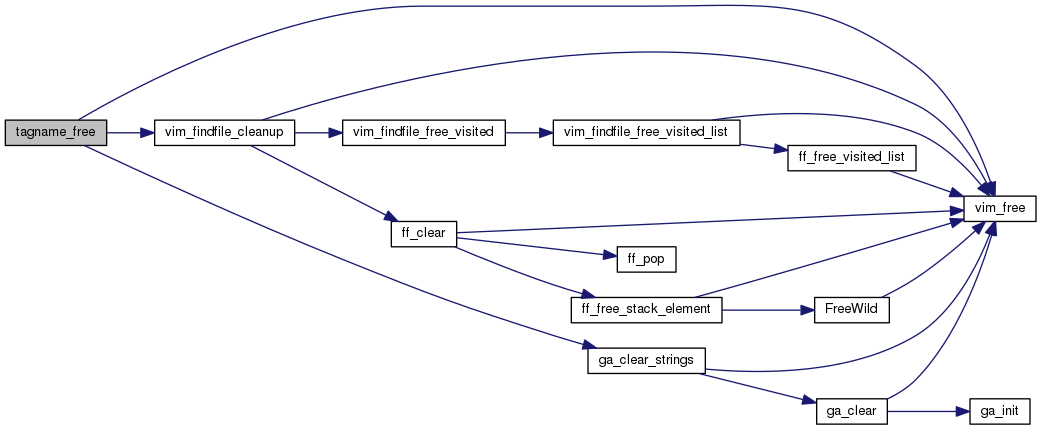 tagname_free
vim_findfile_cleanup
vim_findfile_free_visited
vim_findfile_free_visited_list
ff_free_visited_list
vim_free
ff_clear
ff_pop
ff_free_stack_element
FreeWild
ga_clear_strings
ga_clear
ga_init